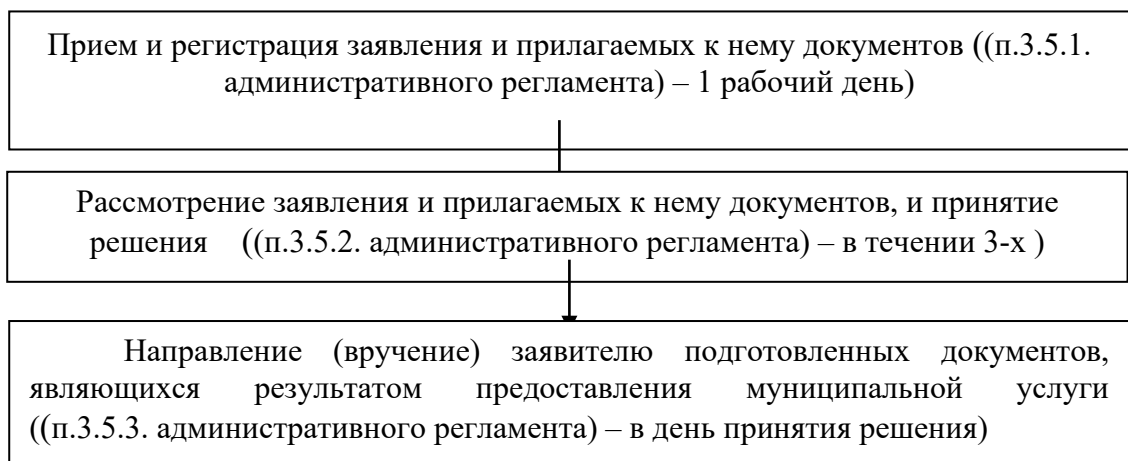 Прием и регистрация заявления и прилагаемых к нему документов ((п.3.5.1.
административного регламента) – 1 рабочий день)
Рассмотрение заявления и прилагаемых к нему документов, и принятие
решения ((п.3.5.2. административного регламента) – в течении 3-х )
Направление (вручение) заявителю подготовленных документов,
являющихся результатом предоставления муниципальной услуги
((п.3.5.3. административного регламента) – в день принятия решения)